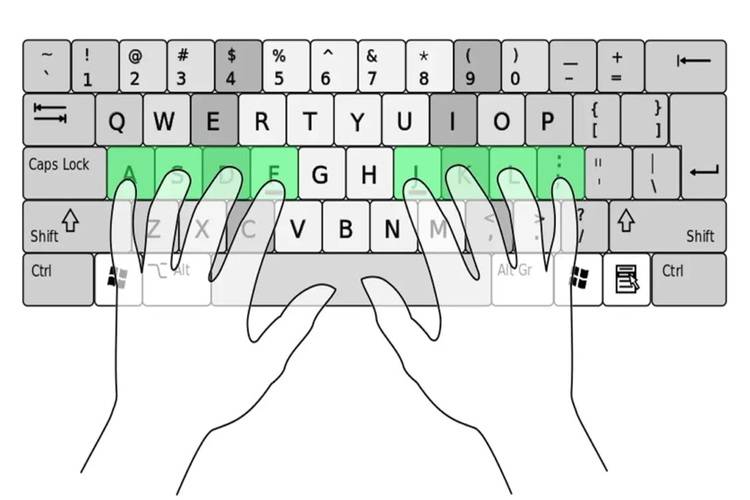 ~ ! @ # $ % ^ & * ( ) _ +
` 1 2 3 4 5 6 7 8 9 0 - =
Q W E R T Y U I O P { [ } ]
Caps Lock A S D F G H J K L : ; " ' | \
Shift Z X C V B N M < , > . ? / Shift
Ctrl Alt Alt Gr Ctrl